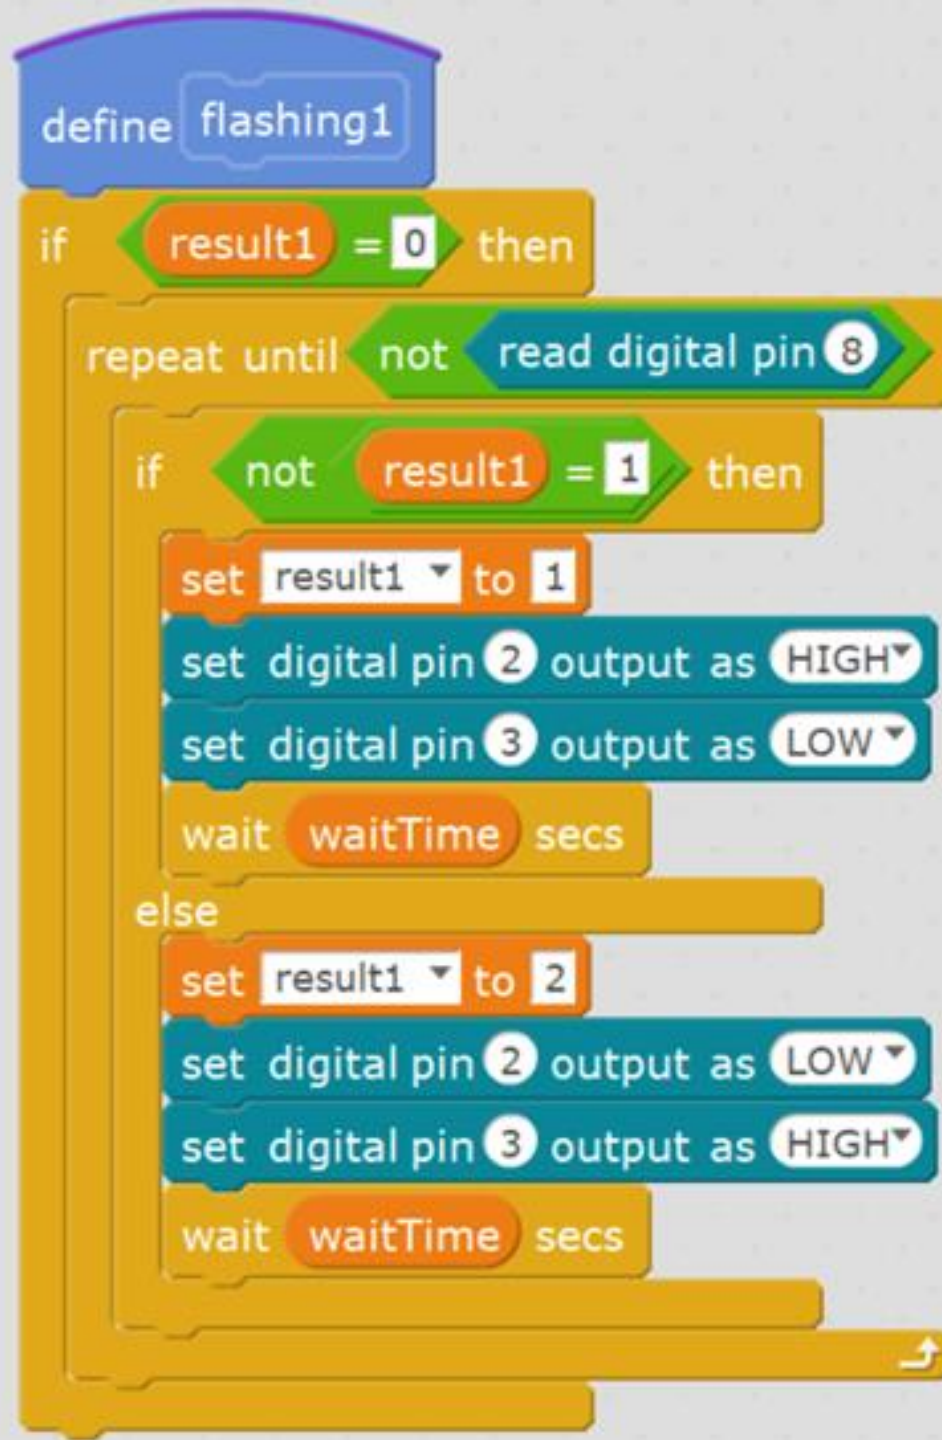 define flashing1
if result1 = 0 then
repeat until not read digital pin 8
if not result1 = 1 then
set result1 to 1
set digital pin 2 output as HIGH
set digital pin 3 output as LOW
wait waitTime secs
else
set result1 to 2
set digital pin 2 output as LOW
set digital pin 3 output as HIGH
wait waitTime secs